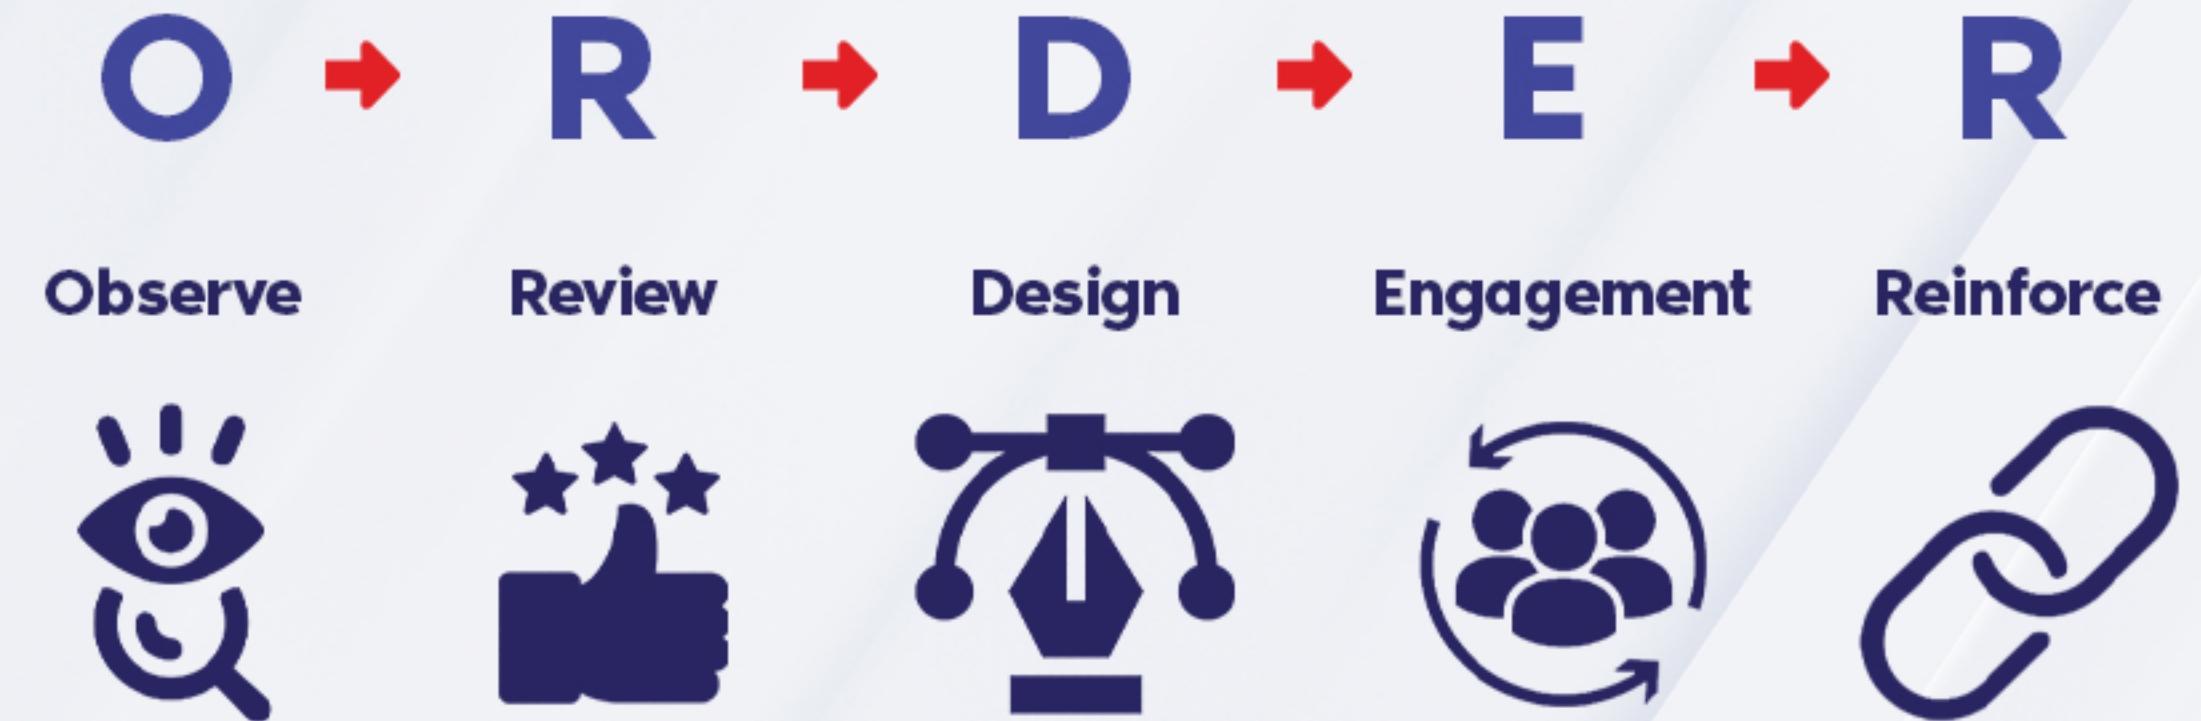 O R D E R
Observe Review Design Engagement Reinforce